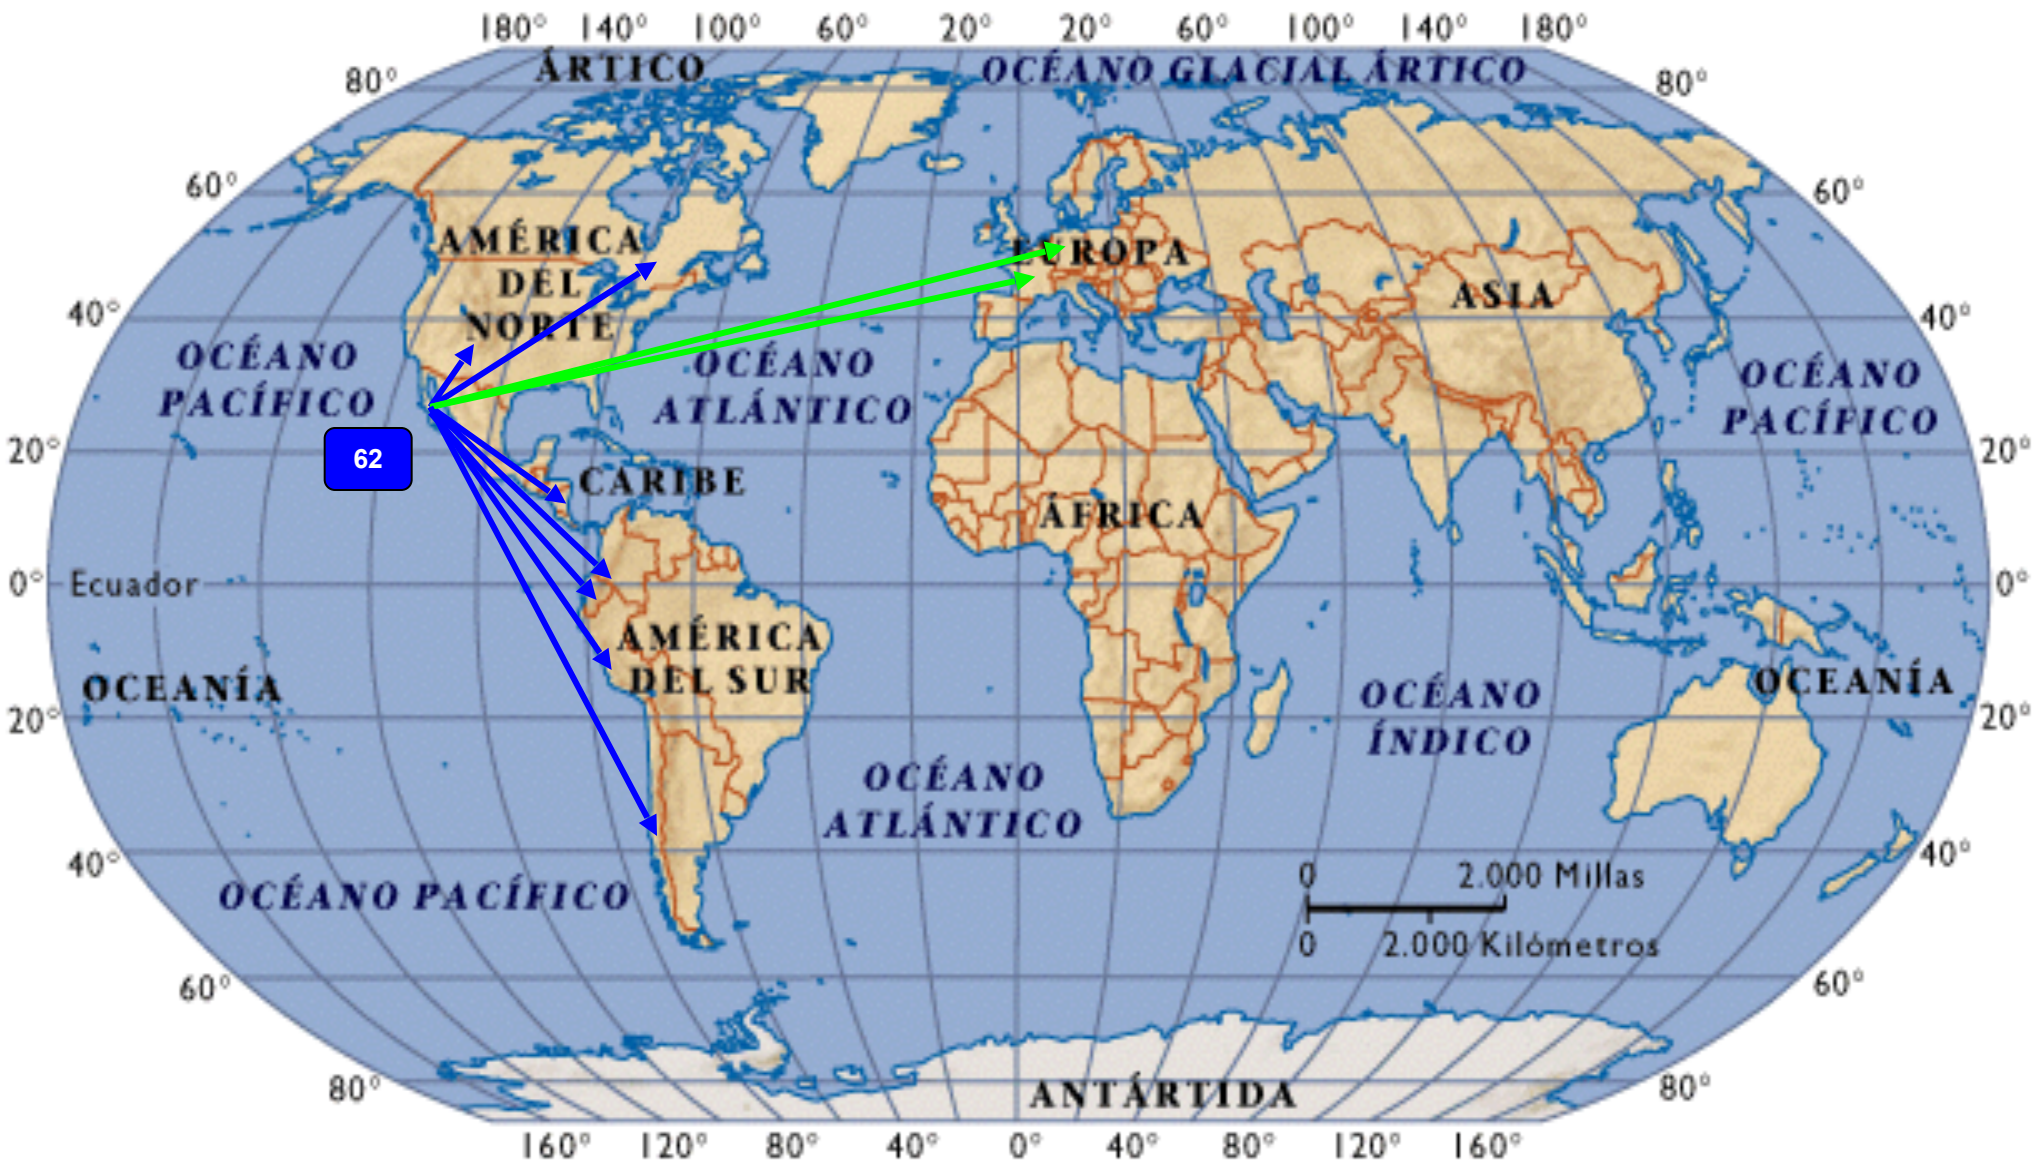 180° 140° 100° 60° 20° 20° 60° 100° 140° 180°
ÁRTICO
OCÉANO GLACIAL ÁRTICO
80°
80°
60°
60°
AMÉRICA
DEL
NORTE
EUROPA
ASIA
40°
40°
OCÉANO
PACÍFICO
OCÉANO
ATLÁNTICO
OCÉANO
PACÍFICO
62
20°
20°
CARIBE
ÁFRICA
0°
Ecuador
0°
AMÉRICA
DEL SUR
OCEANÍA
OCEANÍA
OCÉANO
ÍNDICO
20°
20°
OCÉANO
ATLÁNTICO
40°
40°
0 2.000 Millas
0 2.000 Kilómetros
OCÉANO PACÍFICO
60°
60°
80°
80°
ANTÁRTIDA
160° 120° 80° 40° 0° 40° 80° 120° 160°